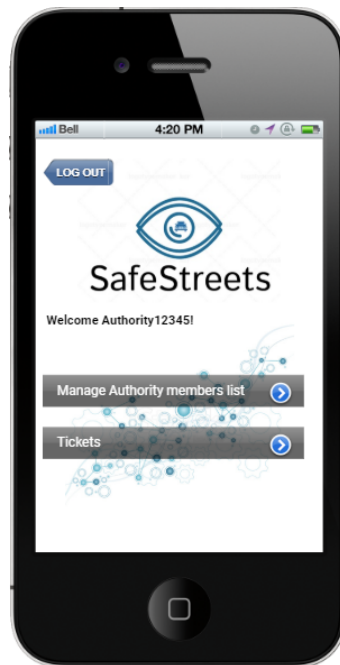 Bell 4:20 PM
LOG OUT
SafeStreets
Welcome Authority12345!
Manage Authority members list
Tickets